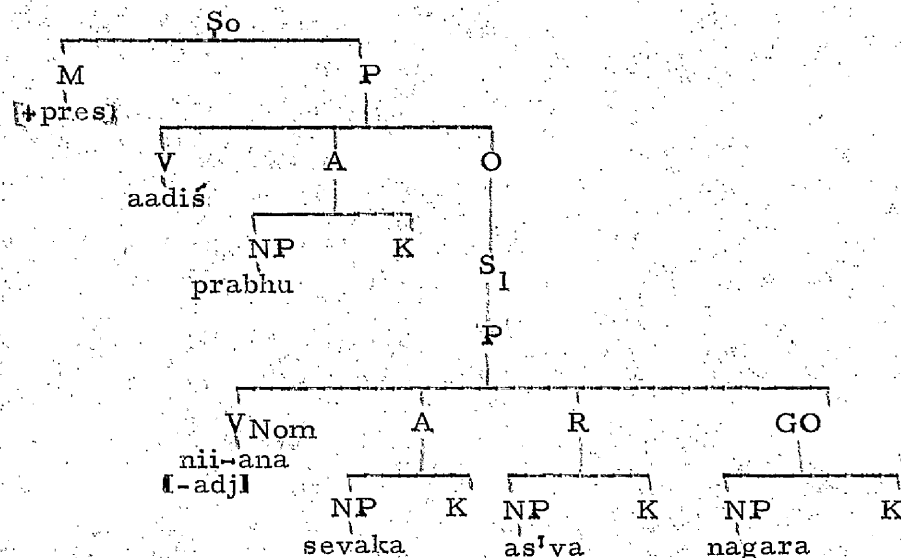 So
M P
[+pres]
V A O
aadiś
NP K
prabhu
S1
P
V Nom A R GO
nii-ana
[-adj]
NP K NP K NP K
sevaka as'va nagara